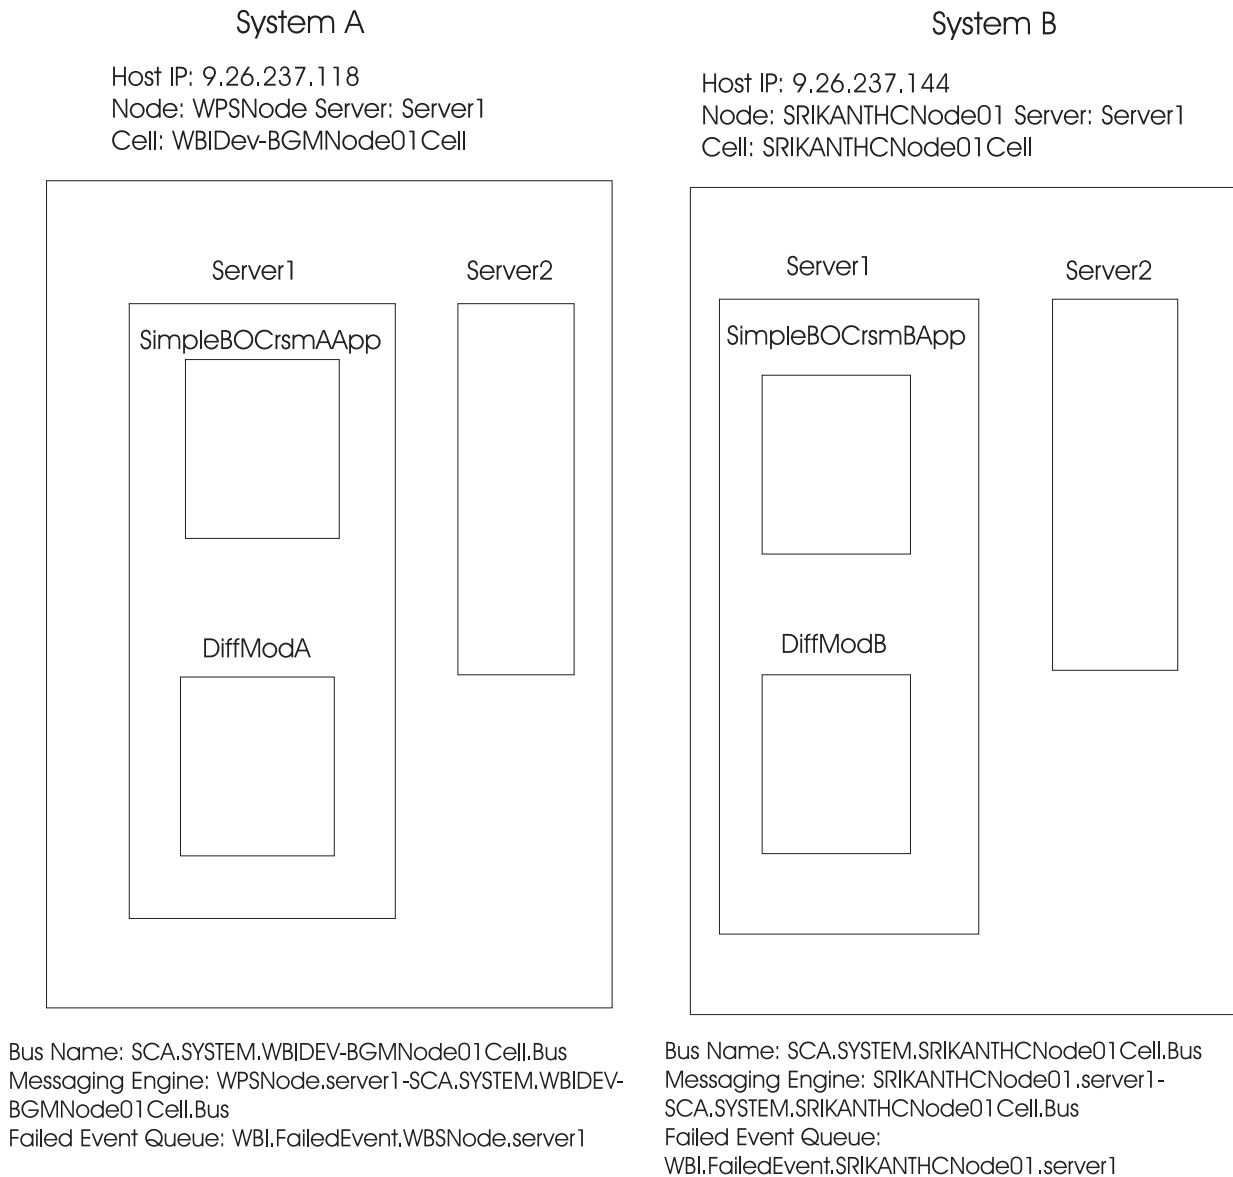 System A
Host IP: 9.26.237.118
Node: WPSNode Server: Server1
Cell: WBIDev-BGMNode01Cell
Server1
Server2
SimpleBOCrsmAApp
DiffModA
Bus Name: SCA.SYSTEM.WBIDEV-BGMNode01Cell.Bus
Messaging Engine: WPSNode.server1-SCA.SYSTEM.WBIDEV-
BGMNode01Cell.Bus
Failed Event Queue: WBI.FailedEvent.WBSNode.server1
System B
Host IP: 9.26.237.144
Node: SRIKANTHCNode01 Server: Server1
Cell: SRIKANTHCNode01Cell
Server1
Server2
SimpleBOCrsmBApp
DiffModB
Bus Name: SCA.SYSTEM.SRIKANTHCNode01Cell.Bus
Messaging Engine: SRIKANTHCNode01.server1-
SCA.SYSTEM.SRIKANTHCNode01Cell.Bus
Failed Event Queue:
WBI.FailedEvent.SRIKANTHCNode01.server1